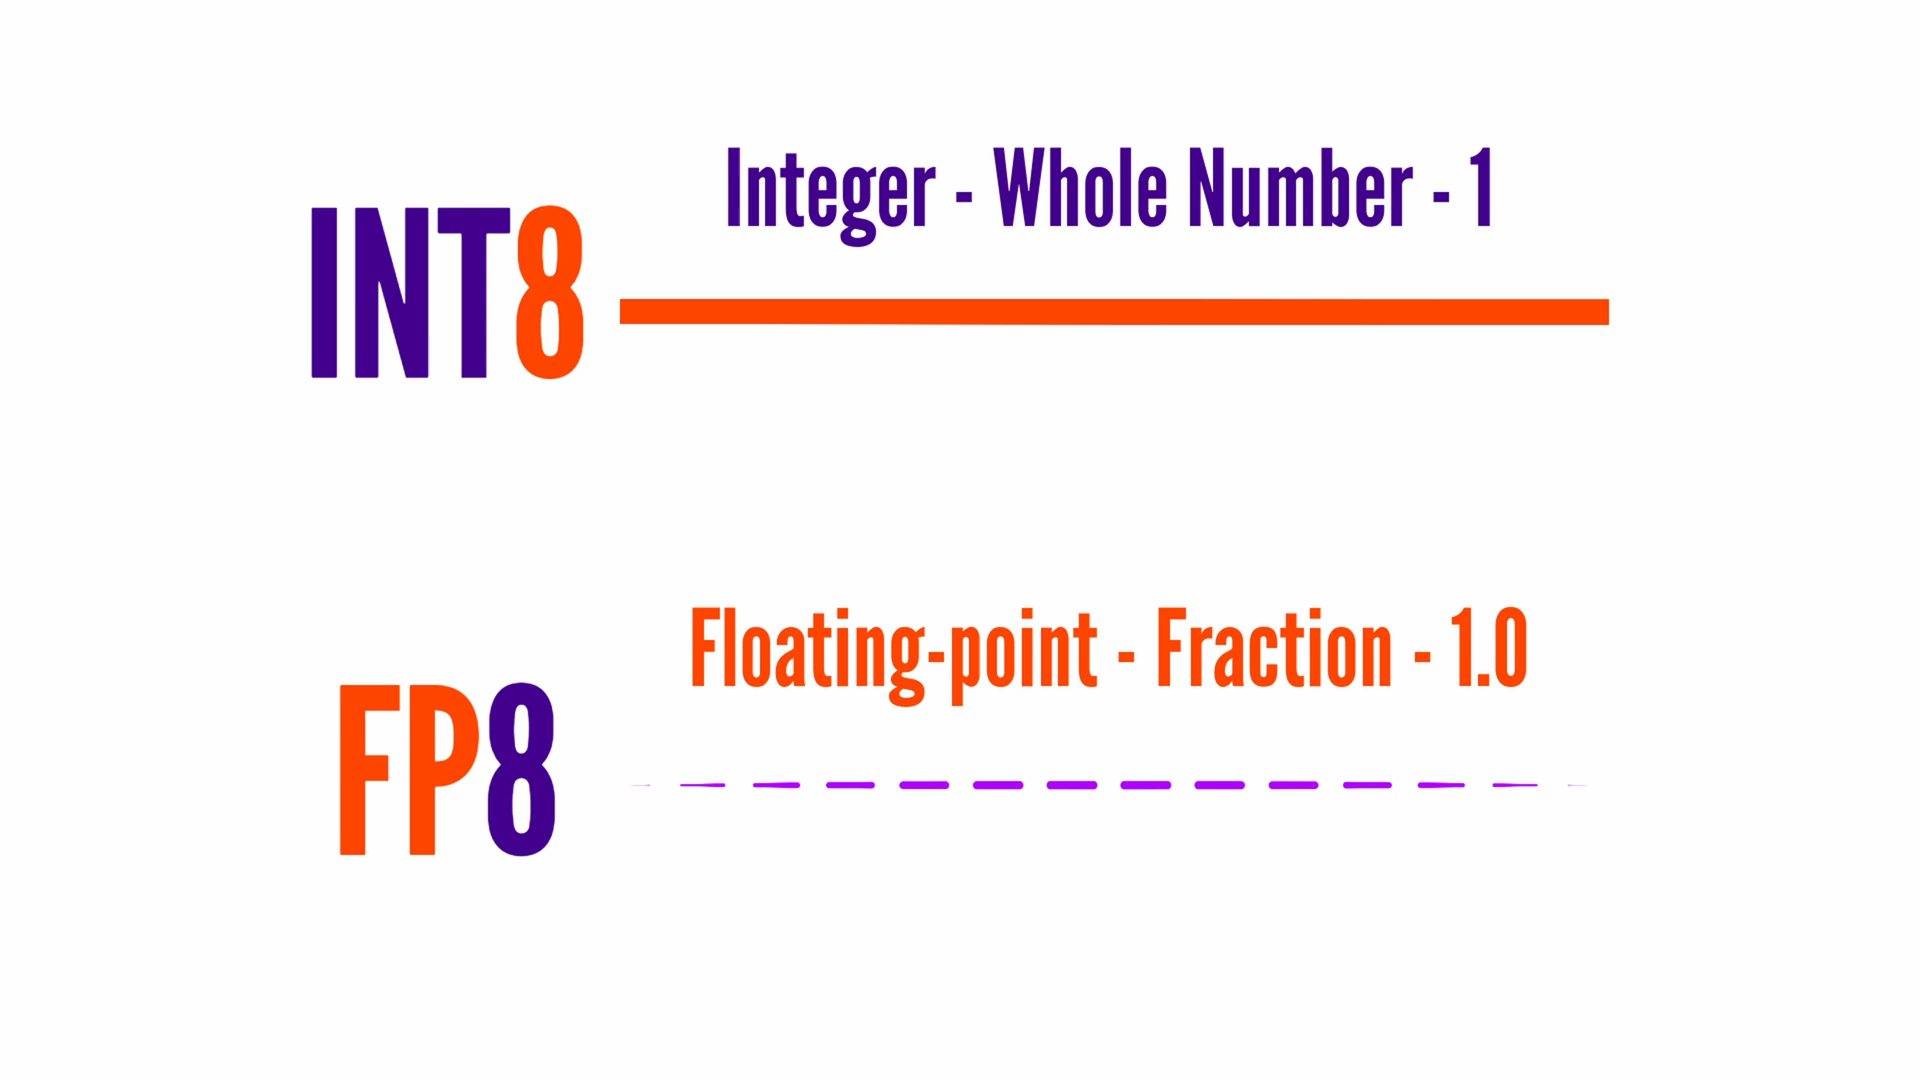 Integer - Whole Number - 1
INT8
Floating-point - Fraction - 1.0
FP8